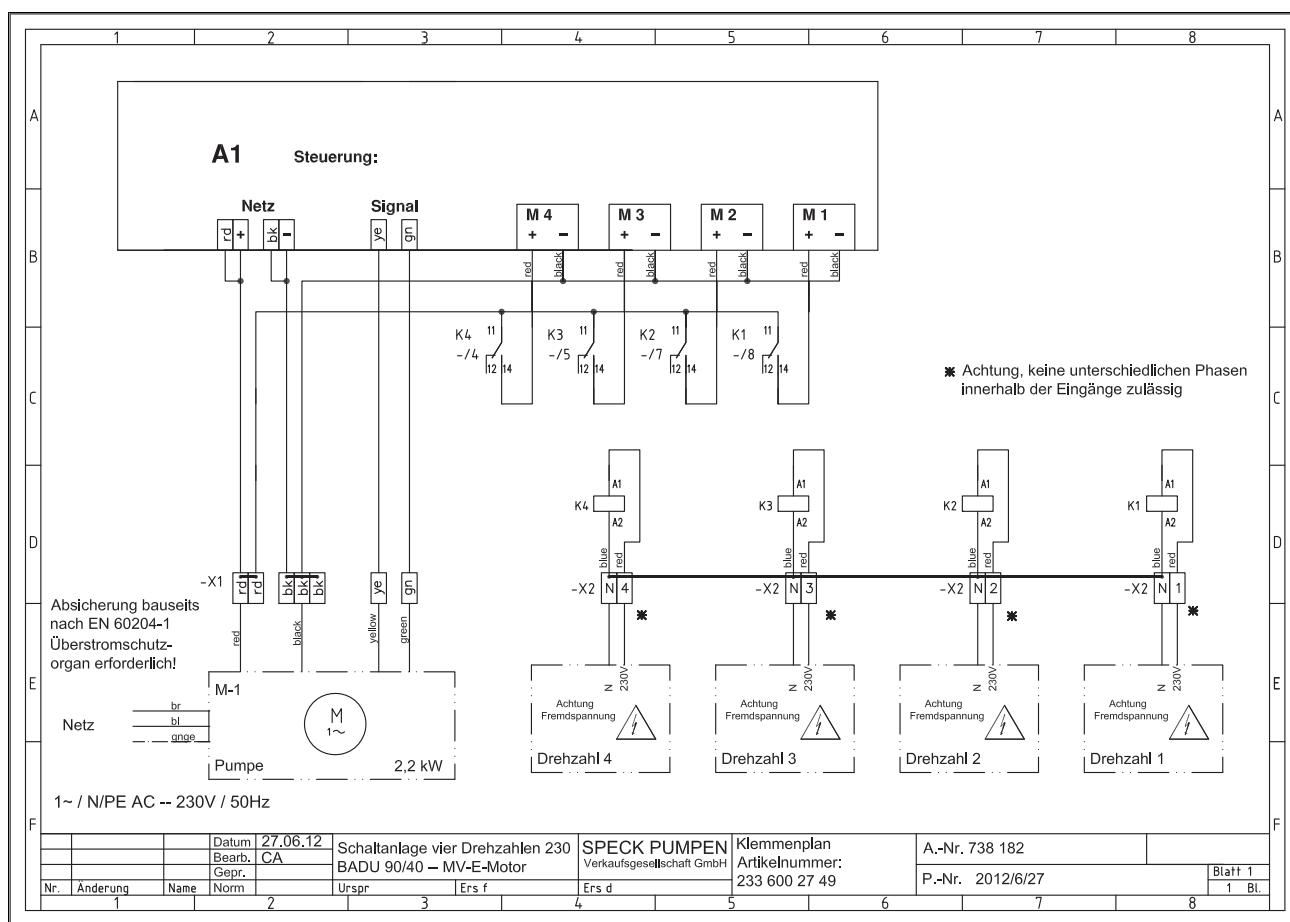 1 2 3 4 5 6 7 8
A A
A1 Steuerung:
Netz Signal M 4 M 3 M 2 M 1
rd + bk − ye gn + − + − + − + −
B B
red black red black red black red black
K4 11 K3 11 K2 11 K1 11
-/4 -/5 -/7 -/8
12 14 12 14 12 14 12 14
✱ Achtung, keine unterschiedlichen Phasen
innerhalb der Eingänge zulässig
C C
A1 A1 A1 A1
K4 K3 K2 K1
A2 A2 A2 A2
D D
blue red blue red blue red blue red
-X1 rd rd bk bk bk ye gn -X2 N 4 -X2 N 3 -X2 N 2 -X2 N 1
✱ ✱ ✱ ✱
Absicherung bauseits
nach EN 60204-1
Überstromschutz-
organ erforderlich!
red black yellow green
E E
N 230V N 230V N 230V N 230V
M-1
Achtung Achtung Achtung Achtung
Fremdspannung Fremdspannung Fremdspannung Fremdspannung
br
Netz bl
gnge
M
1~
Pumpe 2,2 kW Drehzahl 4 Drehzahl 3 Drehzahl 2 Drehzahl 1
1~ / N/PE AC -- 230V / 50Hz
F F
Datum 27.06.12
Bearb. CA
Gepr.
Nr. Änderung Name Norm
Schaltanlage vier Drehzahlen 230
BADU 90/40 – MV-E-Motor
Urspr Ers f Ers d
SPECK PUMPEN
Verkaufsgesellschaft GmbH
Klemmenplan
Artikelnummer:
233 600 27 49
A.-Nr. 738 182
P.-Nr. 2012/6/27
Blatt 1
1 Bl.
1 2 3 4 5 6 7 8